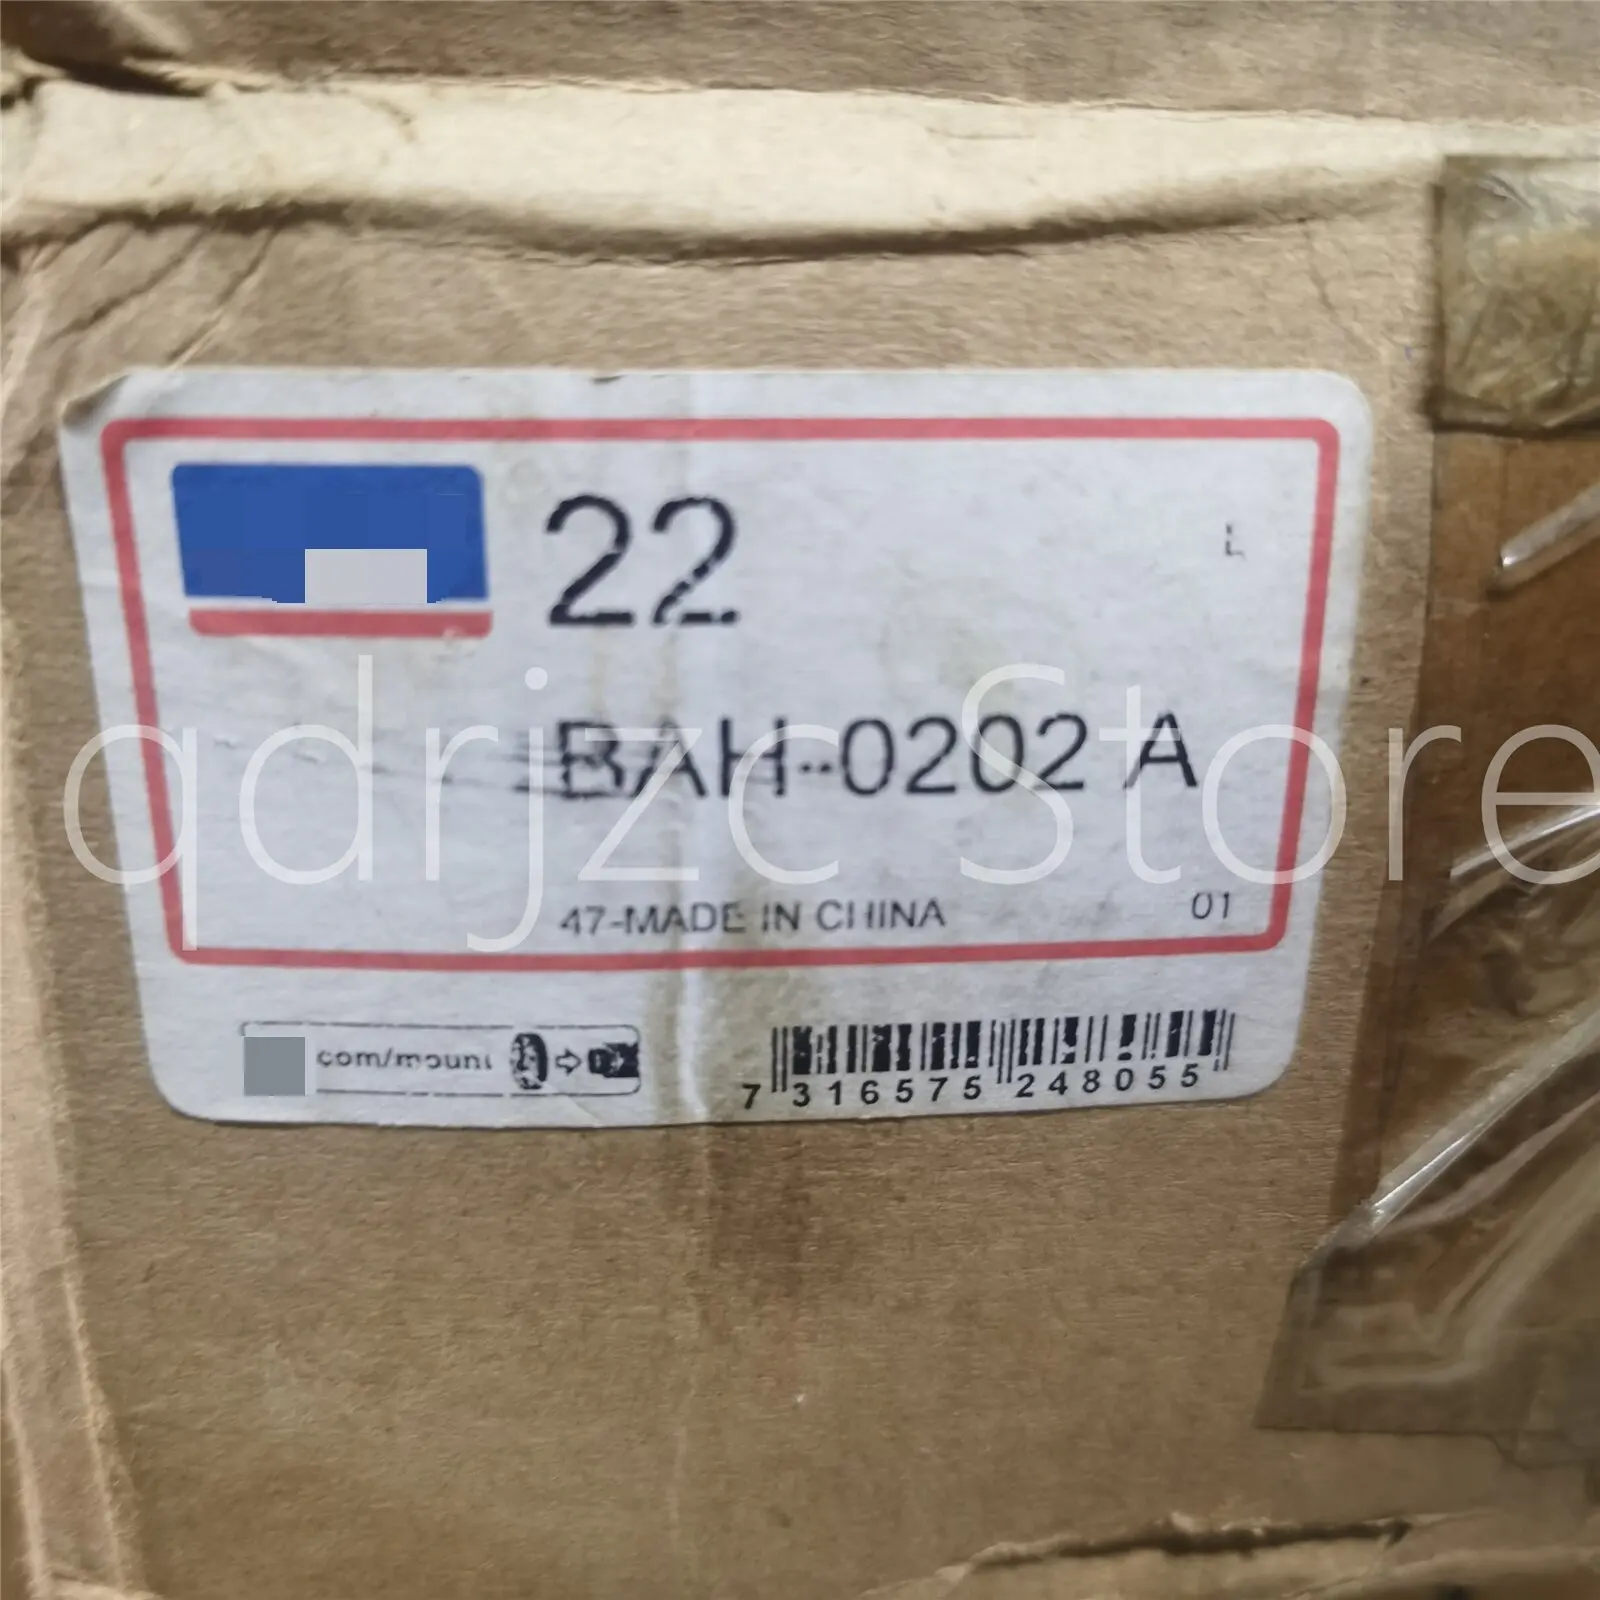 22
L
BAH-0202 A
qdrjzc Store
47-MADE IN CHINA
01
com/mount
7 316575 248055